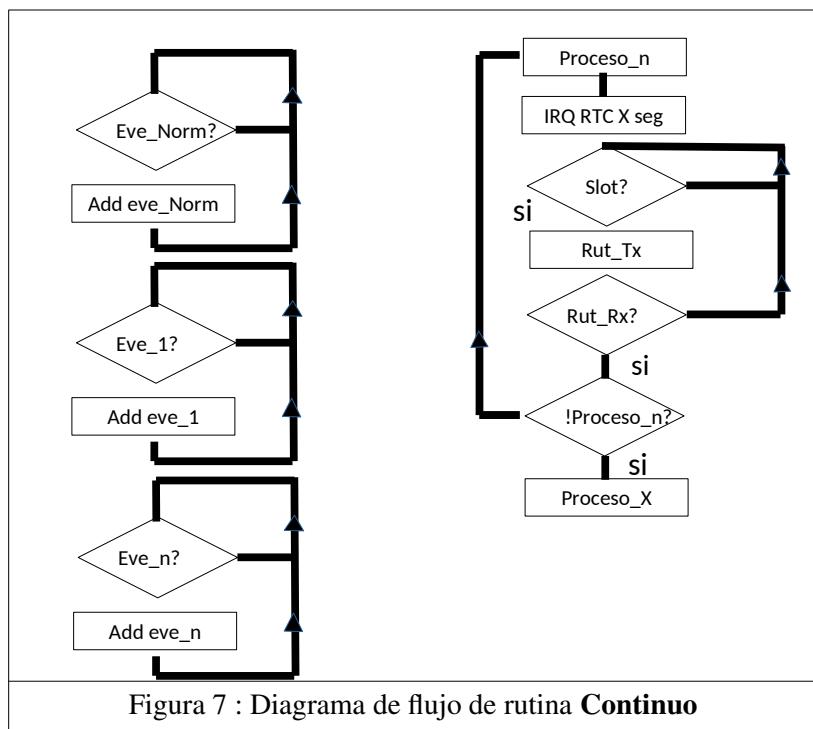 Eve_Norm?
Add eve_Norm
Eve_1?
Add eve_1
Eve_n?
Add eve_n
Proceso_n
IRQ RTC X seg
Slot?
si
Rut_Tx
Rut_Rx?
si
!Proceso_n?
si
Proceso_X
Figura 7 : Diagrama de flujo de rutina Continuo